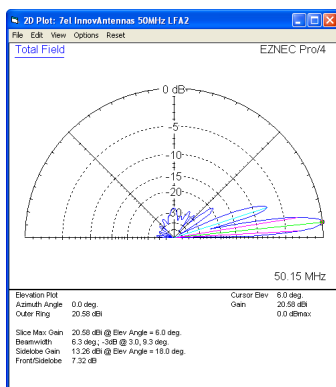 2D Plot: 7el InnovAntennas 50MHz LFA2
File Edit View Options Reset
Total Field
EZNEC Pro/4
0 dB
-5
-10
-15
-20
-30
50.15 MHz
Elevation Plot
Azimuth Angle 0.0 deg.
Outer Ring 20.58 dBi
Cursor Elev 6.0 deg.
Gain 20.58 dBi
0.0 dBmax
Slice Max Gain 20.58 dBi @ Elev Angle = 6.0 deg.
Beamwidth 6.3 deg.; -3dB @ 3.0, 9.3 deg.
Sidelobe Gain 13.26 dBi @ Elev Angle = 18.0 deg.
Front/Sidelobe 7.32 dB